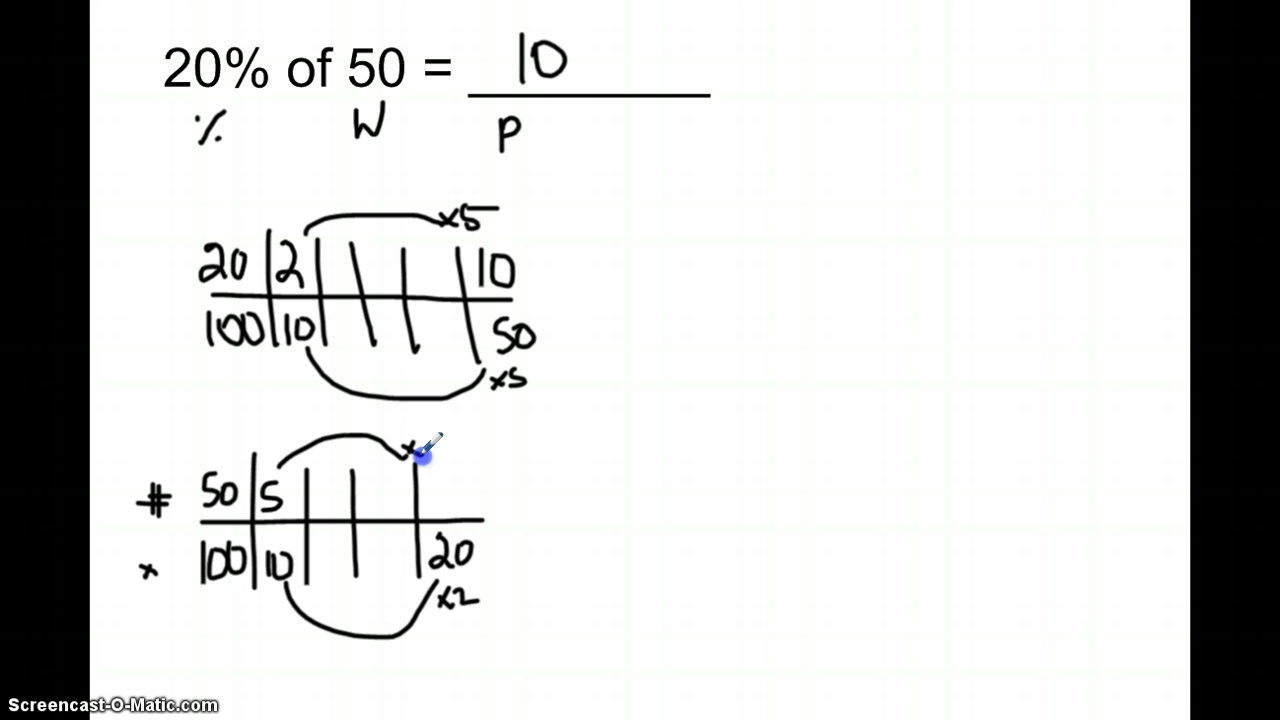 20% of 50 = 10
% W P
×5
20 2 10
100 10 50
×5
×
# 50 5
× 100 10 20
×2
Screencast-O-Matic.com